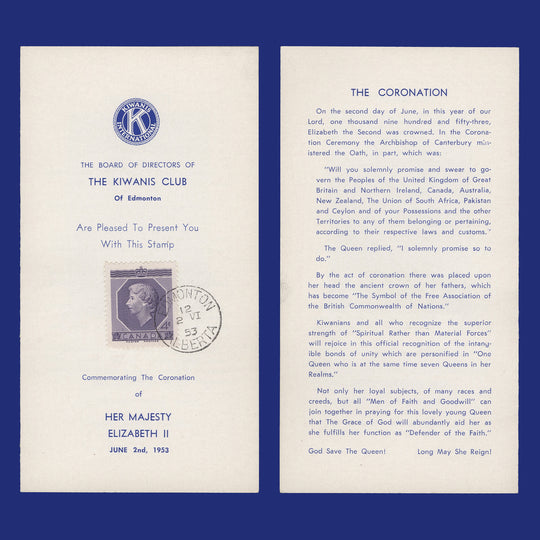 KIWANIS
K
INTERNATIONAL
THE BOARD OF DIRECTORS OF
THE KIWANIS CLUB
Of Edmonton
Are Pleased To Present You
With This Stamp
4¢
CANADA
EDMONTON
12
2 VI
53
ALBERTA
Commemorating The Coronation
of
HER MAJESTY
ELIZABETH II
JUNE 2nd, 1953
THE CORONATION
On the second day of June, in this year of our
Lord, one thousand nine hundred and fifty-three,
Elizabeth the Second was crowned. In the Corona-
tion Ceremony the Archbishop of Canterbury min-
istered the Oath, in part, which was:
"Will you solemnly promise and swear to go-
vern the Peoples of the United Kingdom of Great
Britain and Northern Ireland, Canada, Australia,
New Zealand, The Union of South Africa, Pakistan
and Ceylon and of your Possessions and the other
Territories to any of them belonging or pertaining,
according to their respective laws and customs."
The Queen replied, "I solemnly promise so to
do."
By the act of coronation there was placed upon
her head the ancient crown of her fathers, which
has become "The Symbol of the Free Association of
the British Commonwealth of Nations."
Kiwanians and all who recognize the superior
strength of "Spiritual Rather than Material Forces"
will rejoice in this official recognition of the intang-
ible bonds of unity which are personified in "One
Queen who is at the same time seven Queens in her
Realms."
Not only her loyal subjects, of many races and
creeds, but all "Men of Faith and Goodwill" can
join together in praying for this lovely young Queen
that The Grace of God will abundantly aid her as
she fulfills her function as "Defender of the Faith."
God Save The Queen! Long May She Reign!